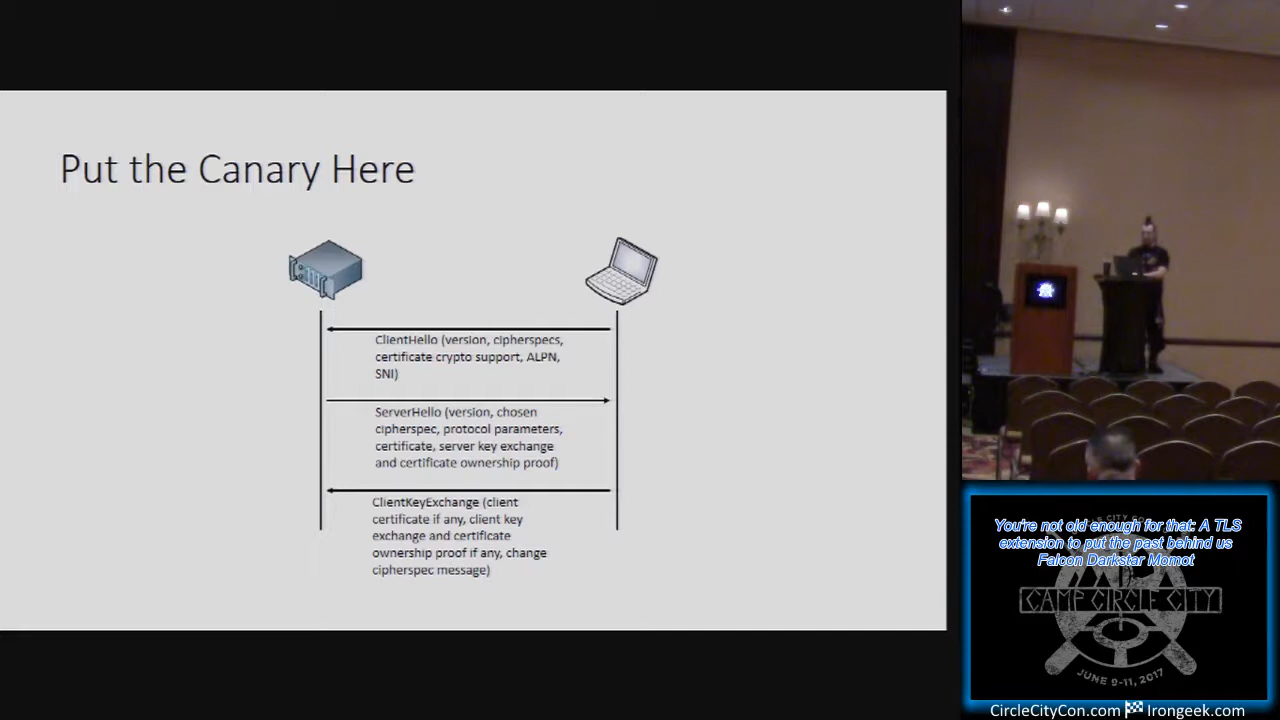 Put the Canary Here
ClientHello (version, cipherspecs,
certificate crypto support, ALPN,
SNI)
ServerHello (version, chosen
cipherspec, protocol parameters,
certificate, server key exchange
and certificate ownership proof)
ClientKeyExchange (client
certificate if any, client key
exchange and certificate
ownership proof if any, change
cipherspec message)
You're not old enough for that: A TLS
extension to put the past behind us
Falcon Darkstar Momot
CAMP CIRCLE CITY
JUNE 9-11, 2017
CircleCityCon.com Irongeek.com